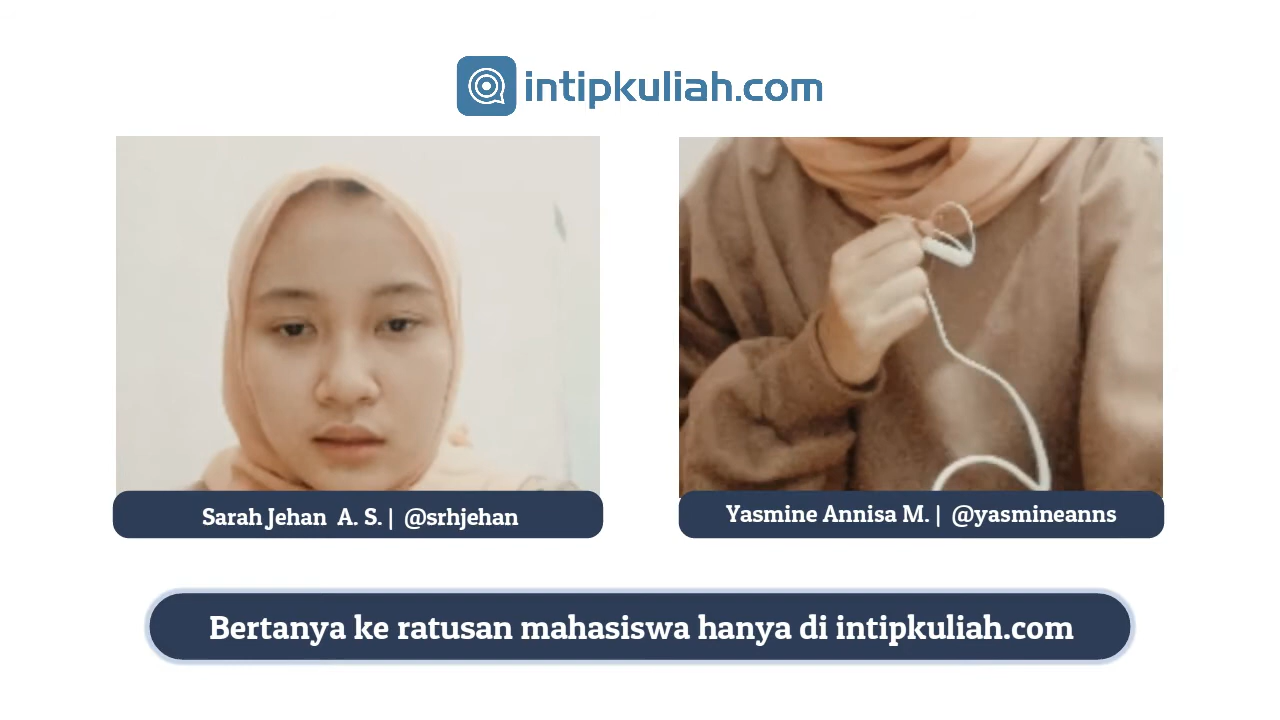 intipkuliah.com
Sarah Jehan A. S. | @srhjehan
Yasmine Annisa M. | @yasmineanns
Bertanya ke ratusan mahasiswa hanya di intipkuliah.com